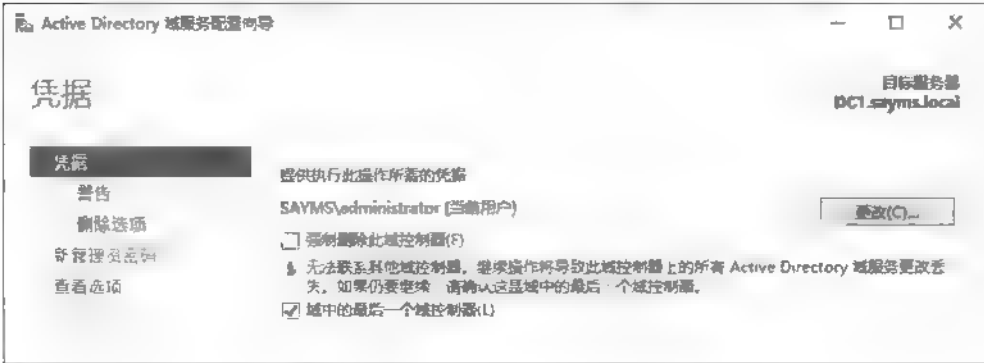 Active Directory 域服务配置向导
凭据
目标服务器
DC1.sayms.local
凭据
警告
删除选项
新管理员密码
查看选项
提供执行此操作所需的凭据
SAYMS\administrator (当前用户)
更改(C)...
强制删除此域控制器(F)
无法联系其他域控制器，继续操作将导致此域控制器上的所有 Active Directory 域服务更改丢
失。如果仍要继续，请确认这是域中的最后一个域控制器。
域中的最后一个域控制器(L)